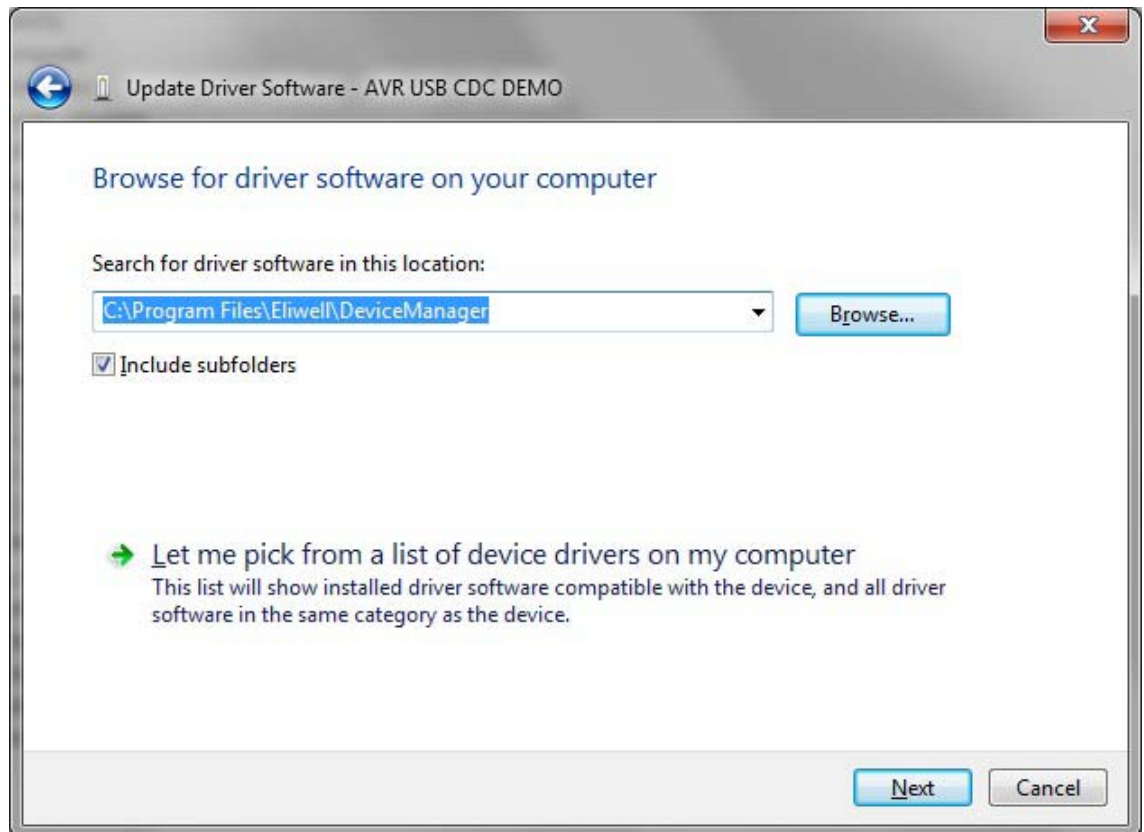 Update Driver Software - AVR USB CDC DEMO
Browse for driver software on your computer
Search for driver software in this location:
C:\Program Files\Eliwell\DeviceManager
Browse...
Include subfolders
Let me pick from a list of device drivers on my computer
This list will show installed driver software compatible with the device, and all driver
software in the same category as the device.
Next
Cancel